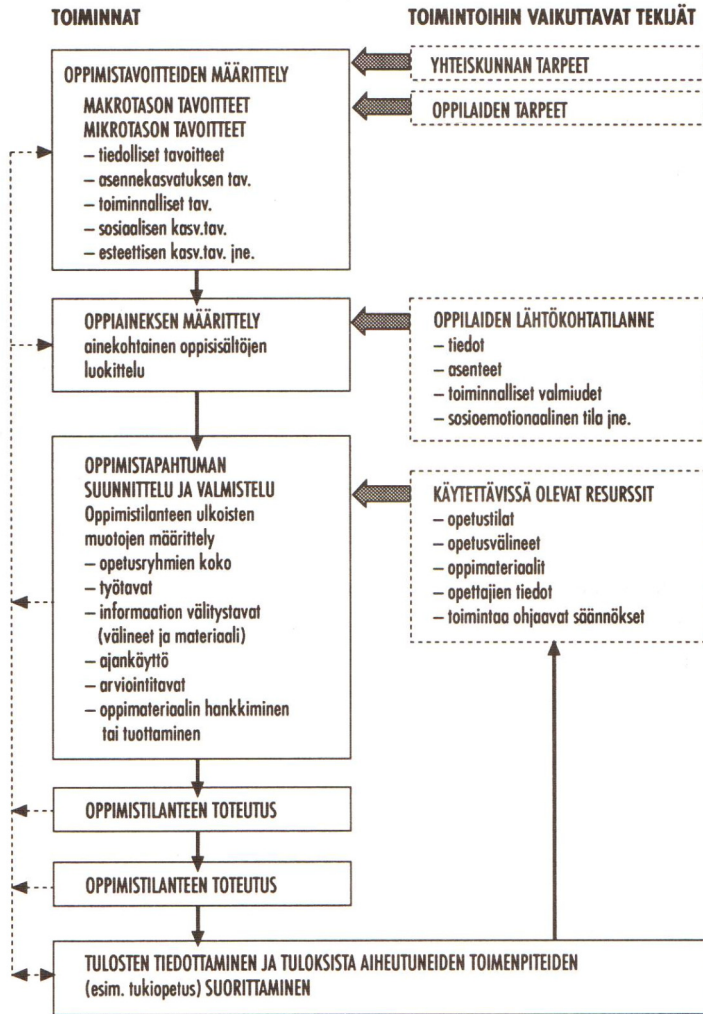 TOIMINNAT
OPPIMISTAVOITTEIDEN MÄÄRITTELY
MAKROTASON TAVOITTEET
MIKROTASON TAVOITTEET
– tiedolliset tavoitteet
– asennekasvatuksen tav.
– toiminnalliset tav.
– sosiaalisen kasv.tav.
– esteettisen kasv.tav. jne.
OPPIAINEKSEN MÄÄRITTELY
ainekohtainen oppisisältöjen
luokittelu
OPPIMISTAPAHTUMAN
SUUNNITTELU JA VALMISTELU
Oppimistilanteen ulkoisten
muotojen määrittely
– opetusryhmien koko
– työtavat
– informaation välitystavat
(välineet ja materiaali)
– ajankäyttö
– arviointitavat
– oppimateriaalin hankkiminen
tai tuottaminen
OPPIMISTILANTEEN TOTEUTUS
OPPIMISTILANTEEN TOTEUTUS
TULOSTEN TIEDOTTAMINEN JA TULOKSISTA AIHEUTUNEIDEN TOIMENPITEIDEN
(esim. tukiopetus) SUORITTAMINEN
TOIMINTOIHIN VAIKUTTAVAT TEKIJÄT
YHTEISKUNNAN TARPEET
OPPILAIDEN TARPEET
OPPILAIDEN LÄHTÖKOHTATILANNE
– tiedot
– asenteet
– toiminnalliset valmiudet
– sosioemotionaalinen tila jne.
KÄYTETTÄVISSÄ OLEVAT RESURSSIT
– opetustilat
– opetusvälineet
– oppimateriaalit
– opettajien tiedot
– toimintaa ohjaavat säännökset